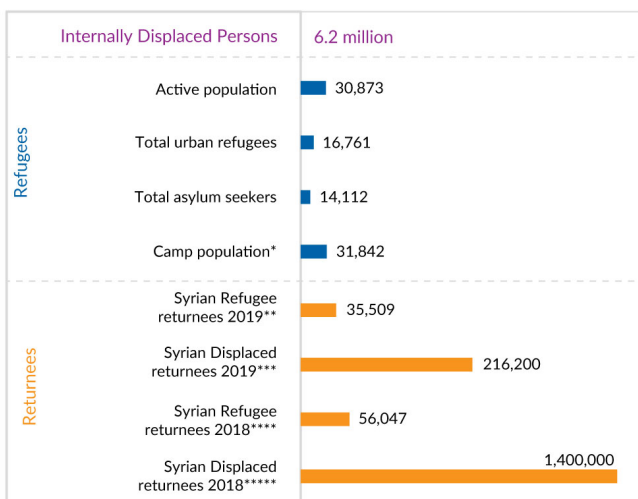 Internally Displaced Persons 6.2 million
Refugees
Active population 30,873
Total urban refugees 16,761
Total asylum seekers 14,112
Camp population* 31,842
Returnees
Syrian Refugee
returnees 2019** 35,509
Syrian Displaced
returnees 2019*** 216,200
Syrian Refugee
returnees 2018**** 56,047
Syrian Displaced 1,400,000
returnees 2018*****